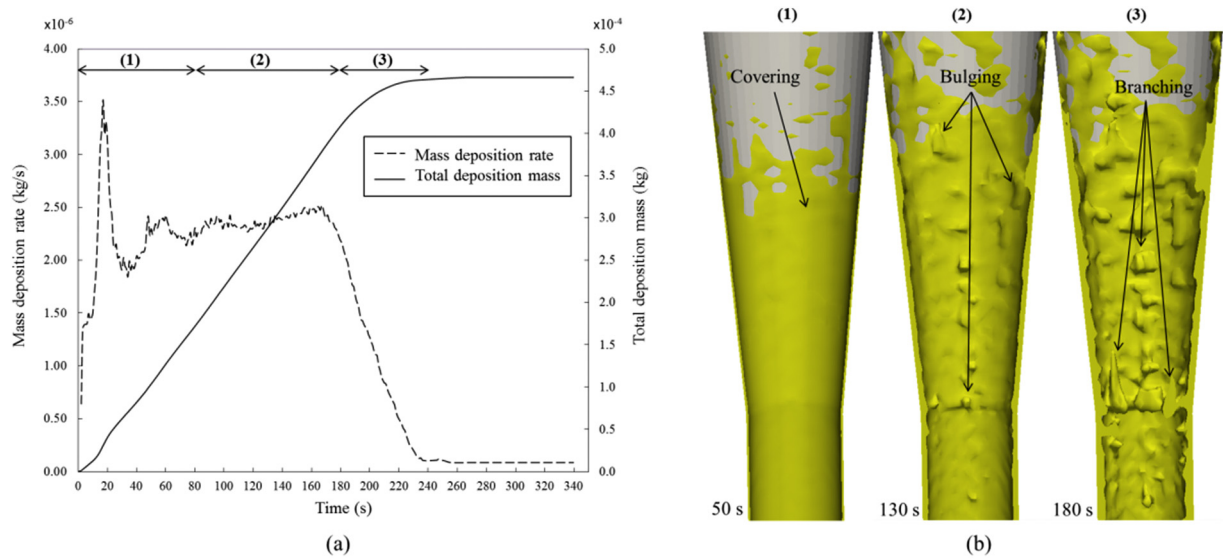 x10⁻⁶
x10⁻⁴
4.00
3.50
3.00
2.50
2.00
1.50
1.00
0.50
0.00
Mass deposition rate (kg/s)
(1)
(2)
(3)
Mass deposition rate
Total deposition mass
5.0
4.5
4.0
3.5
3.0
2.5
2.0
1.5
1.0
0.5
0.0
Total deposition mass (kg)
0 20 40 60 80 100 120 140 160 180 200 220 240 260 280 300 320 340
Time (s)
(a)
(1)
(2)
(3)
Covering
Bulging
Branching
50 s
130 s
180 s
(b)